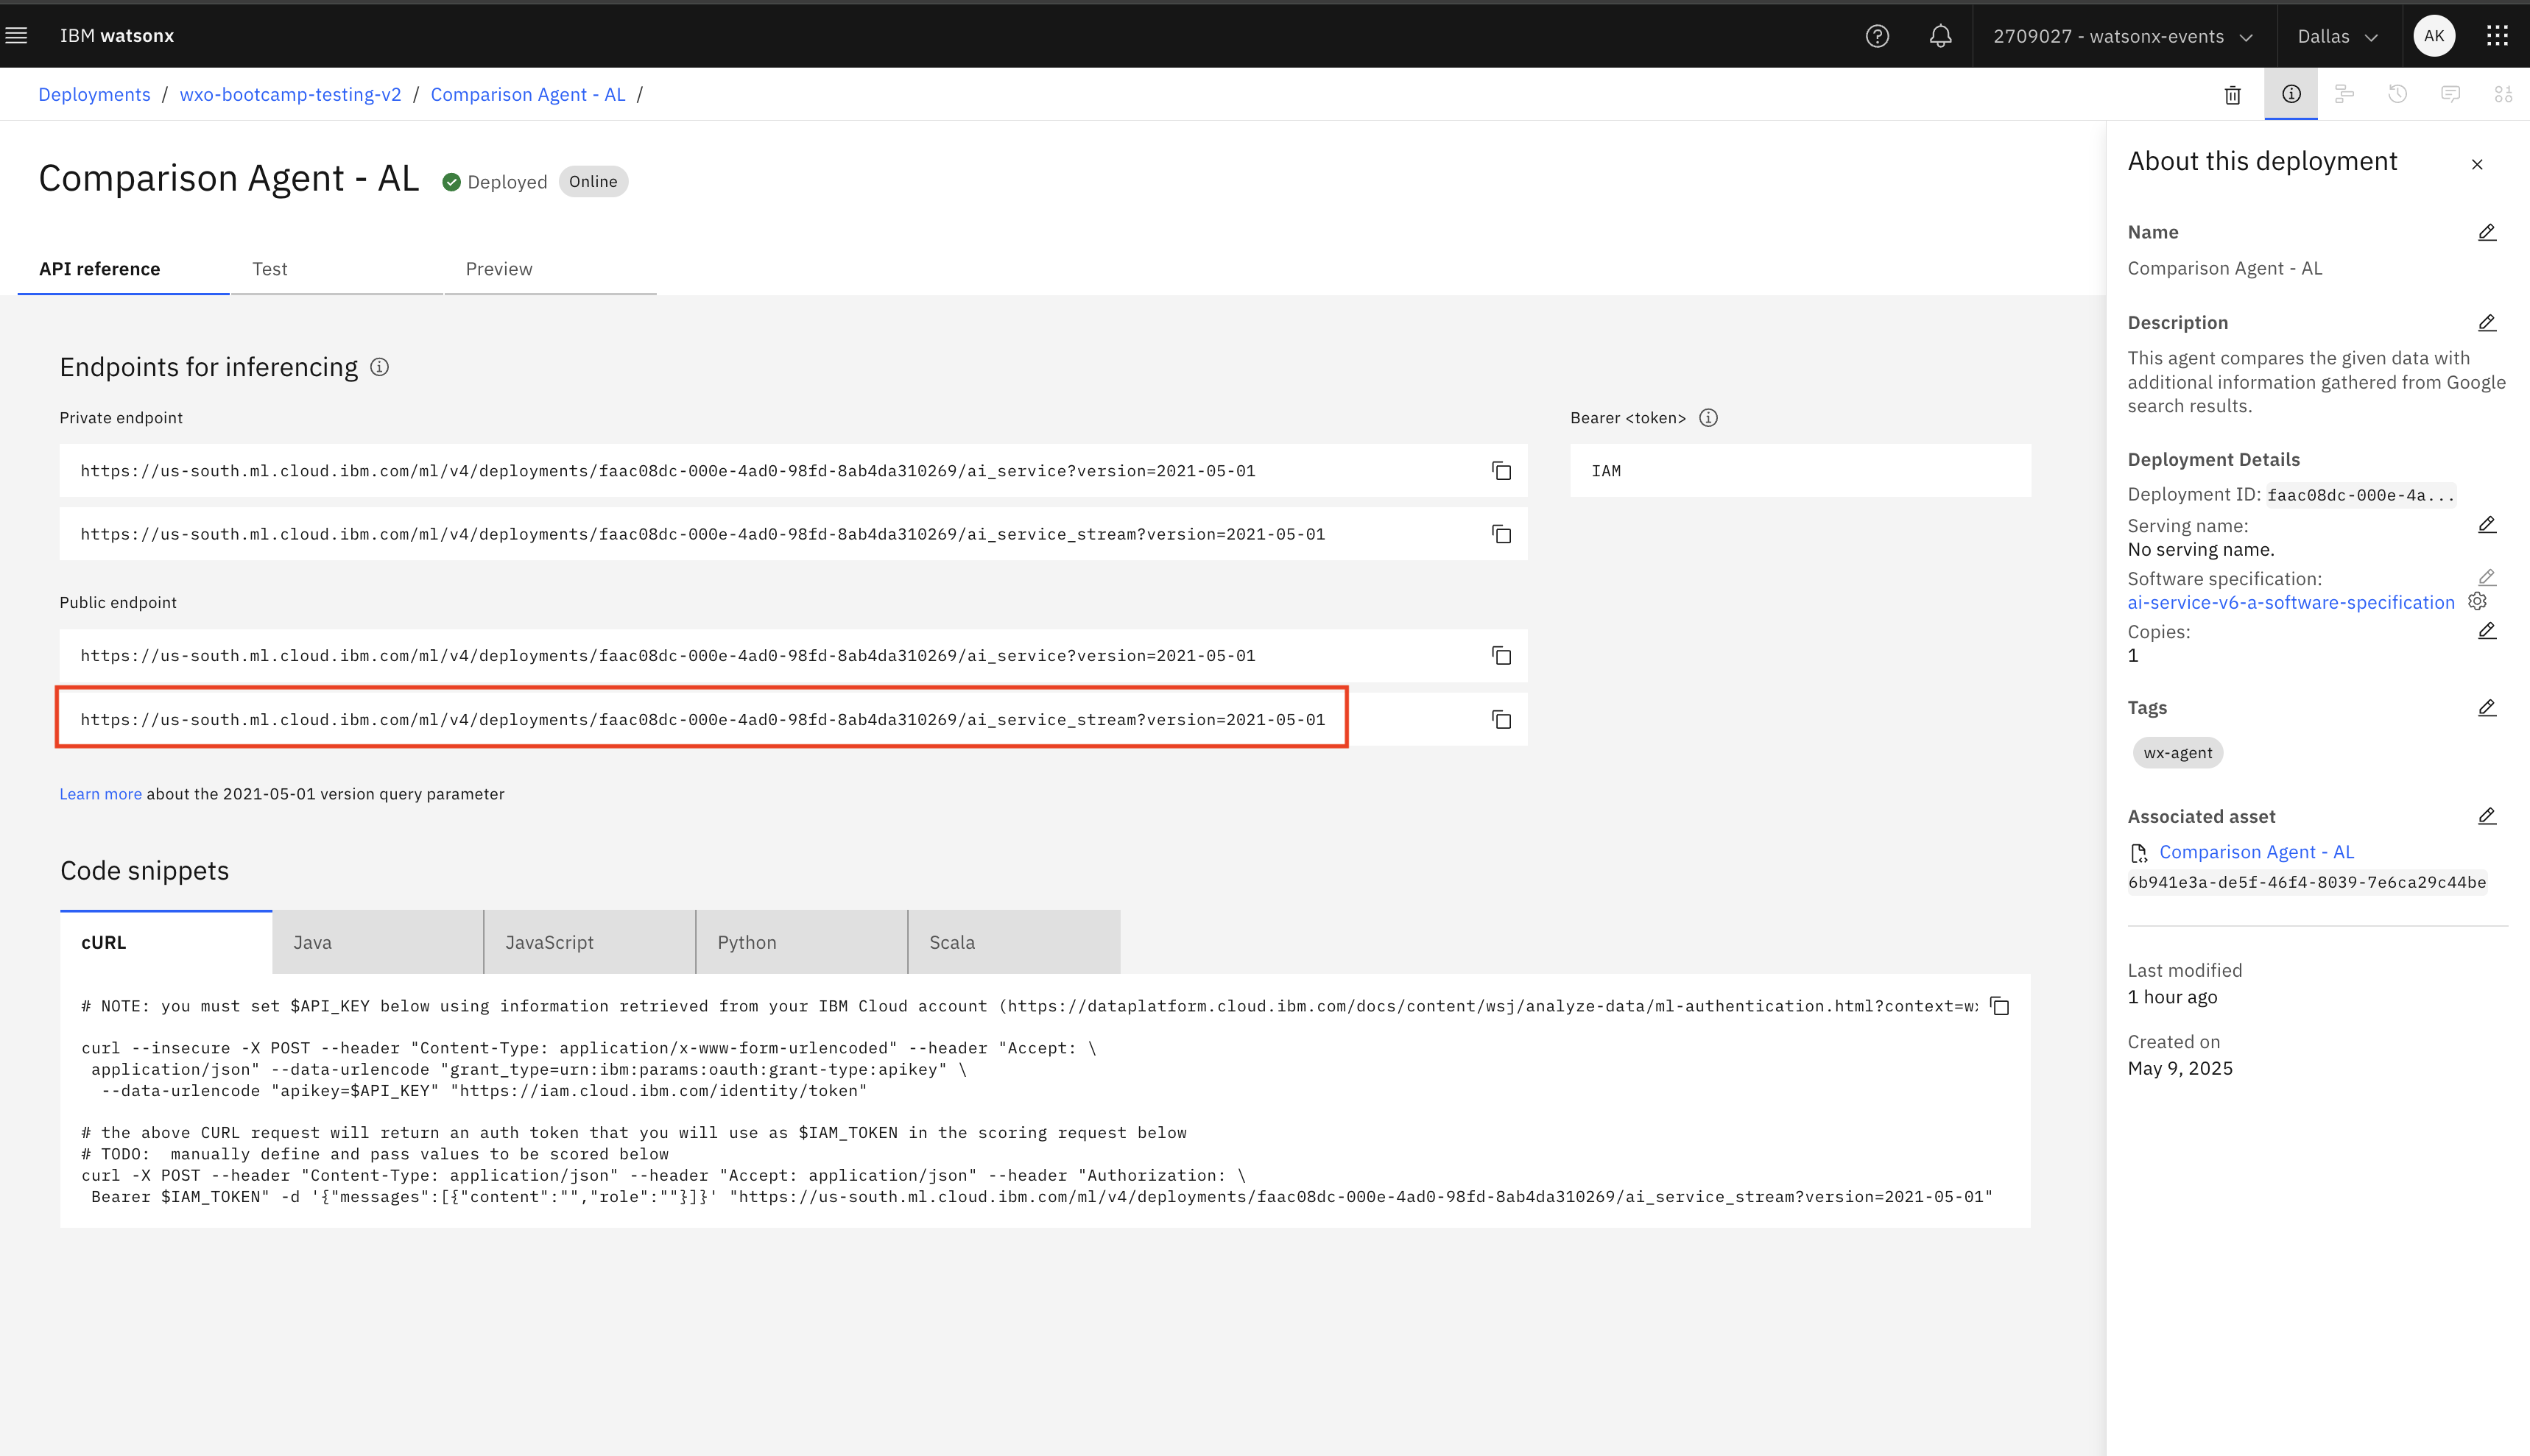 IBM watsonx
2709027 - watsonx-events
Dallas
AK
Deployments / wxo-bootcamp-testing-v2 / Comparison Agent - AL /
Comparison Agent - AL
Deployed
Online
API reference
Test
Preview
Endpoints for inferencing
Private endpoint
https://us-south.ml.cloud.ibm.com/ml/v4/deployments/faac08dc-000e-4ad0-98fd-8ab4da310269/ai_service?version=2021-05-01
https://us-south.ml.cloud.ibm.com/ml/v4/deployments/faac08dc-000e-4ad0-98fd-8ab4da310269/ai_service_stream?version=2021-05-01
Bearer <token>
IAM
Public endpoint
https://us-south.ml.cloud.ibm.com/ml/v4/deployments/faac08dc-000e-4ad0-98fd-8ab4da310269/ai_service?version=2021-05-01
https://us-south.ml.cloud.ibm.com/ml/v4/deployments/faac08dc-000e-4ad0-98fd-8ab4da310269/ai_service_stream?version=2021-05-01
Learn more about the 2021-05-01 version query parameter
Code snippets
cURL
Java
JavaScript
Python
Scala
# NOTE: you must set $API_KEY below using information retrieved from your IBM Cloud account (https://dataplatform.cloud.ibm.com/docs/content/wsj/analyze-data/ml-authentication.html?context=wx
curl --insecure -X POST --header "Content-Type: application/x-www-form-urlencoded" --header "Accept: \
application/json" --data-urlencode "grant_type=urn:ibm:params:oauth:grant-type:apikey" \
--data-urlencode "apikey=$API_KEY" "https://iam.cloud.ibm.com/identity/token"
# the above CURL request will return an auth token that you will use as $IAM_TOKEN in the scoring request below
# TODO:  manually define and pass values to be scored below
curl -X POST --header "Content-Type: application/json" --header "Accept: application/json" --header "Authorization: \
Bearer $IAM_TOKEN" -d '{"messages":[{"content":"","role":""}]}' "https://us-south.ml.cloud.ibm.com/ml/v4/deployments/faac08dc-000e-4ad0-98fd-8ab4da310269/ai_service_stream?version=2021-05-01"
About this deployment
Name
Comparison Agent - AL
Description
This agent compares the given data with
additional information gathered from Google
search results.
Deployment Details
Deployment ID: faac08dc-000e-4a...
Serving name:
No serving name.
Software specification:
ai-service-v6-a-software-specification
Copies:
1
Tags
wx-agent
Associated asset
Comparison Agent - AL
6b941e3a-de5f-46f4-8039-7e6ca29c44be
Last modified
1 hour ago
Created on
May 9, 2025